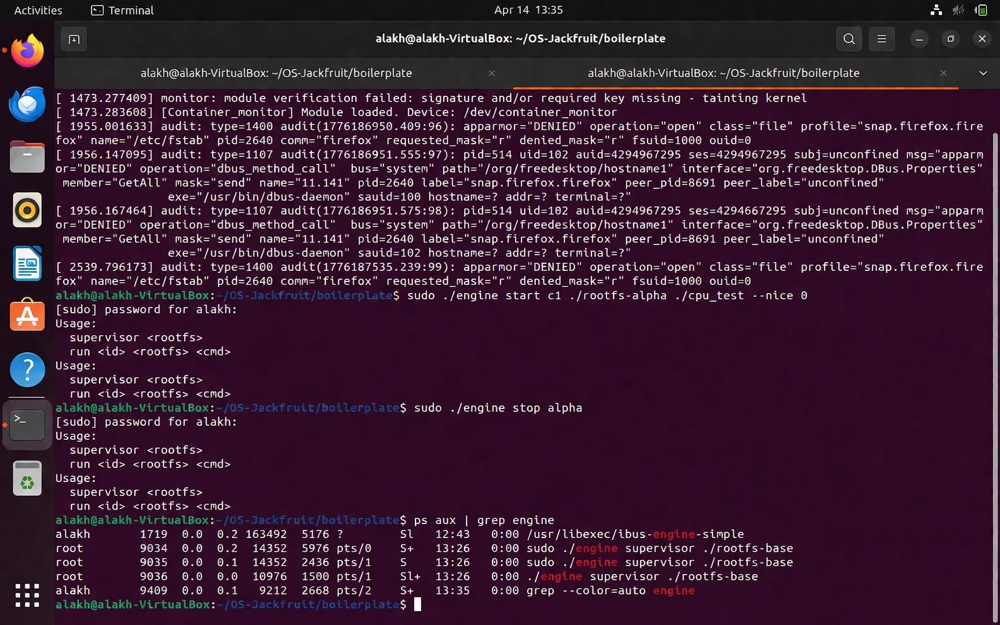 Activities
Terminal
Apr 14 13:35
alakh@alakh-VirtualBox: ~/OS-Jackfruit/boilerplate
alakh@alakh-VirtualBox: ~/OS-Jackfruit/boilerplate
alakh@alakh-VirtualBox: ~/OS-Jackfruit/boilerplate
[ 1473.277409] monitor: module verification failed: signature and/or required key missing - tainting kernel
[ 1473.283608] [Container_monitor] Module loaded. Device: /dev/container_monitor
[ 1955.001633] audit: type=1400 audit(1776186950.409:96): apparmor="DENIED" operation="open" class="file" profile="snap.firefox.fire
fox" name="/etc/fstab" pid=2640 comm="firefox" requested_mask="r" denied_mask="r" fsuid=1000 ouid=0
[ 1956.147095] audit: type=1107 audit(1776186951.555:97): pid=514 uid=102 auid=4294967295 ses=4294967295 subj=unconfined msg="apparm
or="DENIED" operation="dbus_method_call"  bus="system" path="/org/freedesktop/hostname1" interface="org.freedesktop.DBus.Properties"
 member="GetAll" mask="send" name="11.141" pid=2640 label="snap.firefox.firefox" peer_pid=8691 peer_label="unconfined"
                exe="/usr/bin/dbus-daemon" sauid=100 hostname=? addr=? terminal=?"
[ 1956.167464] audit: type=1107 audit(1776186951.575:98): pid=514 uid=102 auid=4294967295 ses=4294667295 subj=unconfined msg="apparm
or="DENIED" operation="dbus_method_call"  bus="system" path="/org/freedesktop/hostname1" interface="org.freedesktop.DBus.Properties"
 member="GetAll" mask="send" name="11.141" pid=2640 label="snap.firefox.firefox" peer_pid=8691 peer_label="unconfined"
                exe="/usr/bin/dbus-daemon" sauid=102 hostname=? addr=? terminal=?"
[ 2539.796173] audit: type=1400 audit(1776187535.239:99): apparmor="DENIED" operation="open" class="file" profile="snap.firefox.fire
fox" name="/etc/fstab" pid=2640 comm="firefox" requested_mask="r" denied_mask="r" fsuid=1000 ouid=0
alakh@alakh-VirtualBox:~/OS-Jackfruit/boilerplate$ sudo ./engine start c1 ./rootfs-alpha ./cpu_test --nice 0
[sudo] password for alakh:
Usage:
  supervisor <rootfs>
  run <id> <rootfs> <cmd>
Usage:
  supervisor <rootfs>
  run <id> <rootfs> <cmd>
alakh@alakh-VirtualBox:~/OS-Jackfruit/boilerplate$ sudo ./engine stop alpha
[sudo] password for alakh:
Usage:
  supervisor <rootfs>
  run <id> <rootfs> <cmd>
Usage:
  supervisor <rootfs>
  run <id> <rootfs> <cmd>
alakh@alakh-VirtualBox:~/OS-Jackfruit/boilerplate$ ps aux | grep engine
alakh       1719  0.0  0.2 163492  5176 ?        Sl   12:43   0:00 /usr/libexec/ibus-engine-simple
root        9034  0.0  0.2  14352  5976 pts/0    S+   13:26   0:00 sudo ./engine supervisor ./rootfs-base
root        9035  0.0  0.1  14352  2436 pts/1    S    13:26   0:00 sudo ./engine supervisor ./rootfs-base
root        9036  0.0  0.0  10976  1500 pts/1    Sl+  13:26   0:00 ./engine supervisor ./rootfs-base
alakh       9409  0.0  0.1   9212  2668 pts/2    S+   13:35   0:00 grep --color=auto engine
alakh@alakh-VirtualBox:~/OS-Jackfruit/boilerplate$